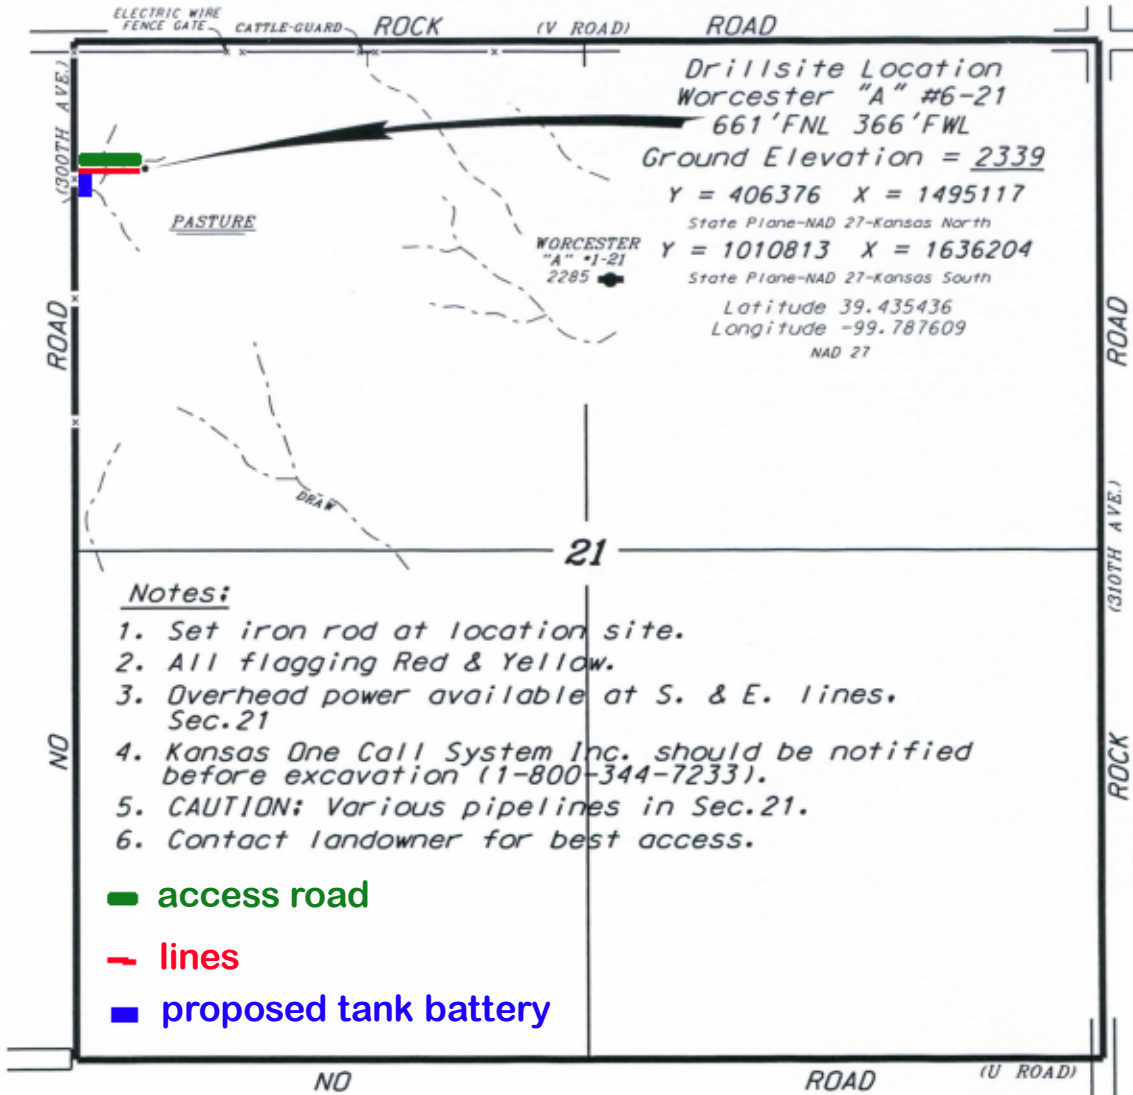 ELECTRIC WIRE
FENCE GATE
CATTLE-GUARD
ROCK
(V ROAD)
ROAD
(300TH AVE.)
Drillsite Location
Worcester "A" #6-21
661'FNL 366'FWL
Ground Elevation = 2339
Y = 406376 X = 1495117
State Plane-NAD 27-Kansas North
Y = 1010813 X = 1636204
State Plane-NAD 27-Kansas South
Latitude 39.435436
Longitude -99.787609
NAD 27
PASTURE
WORCESTER
"A" #1-21
2285
ROAD
ROAD
DRAW
21
(310TH AVE.)
Notes:
1. Set iron rod at location site.
2. All flagging Red & Yellow.
3. Overhead power available at S. & E. lines.
Sec.21
4. Kansas One Call System Inc. should be notified
before excavation (1-800-344-7233).
5. CAUTION: Various pipelines in Sec.21.
6. Contact landowner for best access.
NO
ROCK
access road
lines
proposed tank battery
NO
ROAD
(U ROAD)